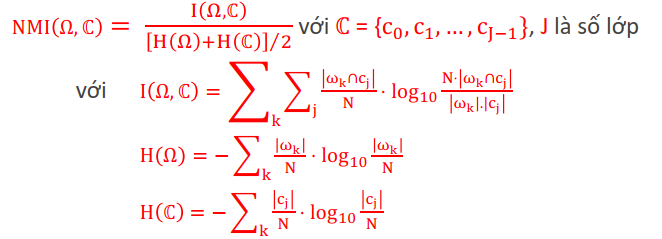 NMI(Ω, ℂ) = I(Ω,ℂ) / [H(Ω)+H(ℂ)]/2 với ℂ = {c₀, c₁, … , c_J−1}, J là số lớp
với I(Ω, ℂ) = ∑_k ∑_j |ω_k∩c_j| / N · log₁₀ N·|ω_k∩c_j| / |ω_k|.|c_j|
H(Ω) = − ∑_k |ω_k| / N · log₁₀ |ω_k| / N
H(ℂ) = − ∑_k |c_j| / N · log₁₀ |c_j| / N